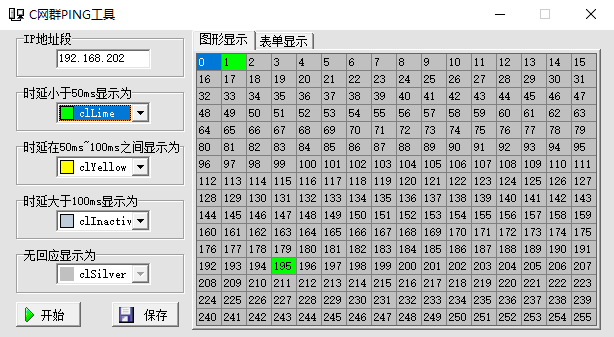 C网群PING工具
IP地址段
192.168.202
时延小于50ms显示为
clLime
时延在50ms~100ms之间显示为
clYellow
时延大于100ms显示为
clInactiv
无回应显示为
clSilver
开始 保存
图形显示 表单显示
0 1 2 3 4 5 6 7 8 9 10 11 12 13 14 15
16 17 18 19 20 21 22 23 24 25 26 27 28 29 30 31
32 33 34 35 36 37 38 39 40 41 42 43 44 45 46 47
48 49 50 51 52 53 54 55 56 57 58 59 60 61 62 63
64 65 66 67 68 69 70 71 72 73 74 75 76 77 78 79
80 81 82 83 84 85 86 87 88 89 90 91 92 93 94 95
96 97 98 99 100 101 102 103 104 105 106 107 108 109 110 111
112 113 114 115 116 117 118 119 120 121 122 123 124 125 126 127
128 129 130 131 132 133 134 135 136 137 138 139 140 141 142 143
144 145 146 147 148 149 150 151 152 153 154 155 156 157 158 159
160 161 162 163 164 165 166 167 168 169 170 171 172 173 174 175
176 177 178 179 180 181 182 183 184 185 186 187 188 189 190 191
192 193 194 195 196 197 198 199 200 201 202 203 204 205 206 207
208 209 210 211 212 213 214 215 216 217 218 219 220 221 222 223
224 225 226 227 228 229 230 231 232 233 234 235 236 237 238 239
240 241 242 243 244 245 246 247 248 249 250 251 252 253 254 255